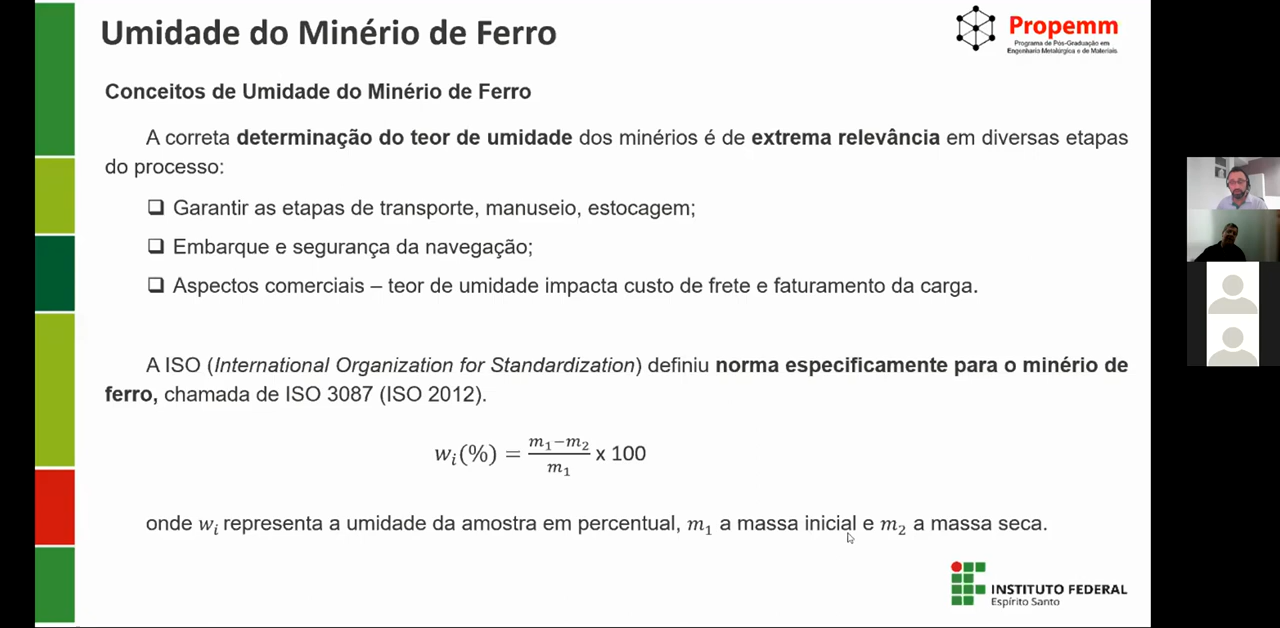 Umidade do Minério de Ferro
Propemm
Programa de Pós-Graduação em
Engenharia Metalúrgica e de Materiais
Conceitos de Umidade do Minério de Ferro
A correta determinação do teor de umidade dos minérios é de extrema relevância em diversas etapas
do processo:
❑ Garantir as etapas de transporte, manuseio, estocagem;
❑ Embarque e segurança da navegação;
❑ Aspectos comerciais – teor de umidade impacta custo de frete e faturamento da carga.
A ISO (International Organization for Standardization) definiu norma especificamente para o minério de
ferro, chamada de ISO 3087 (ISO 2012).
wᵢ(%) = (m₁−m₂)/m₁ x 100
onde wᵢ representa a umidade da amostra em percentual, m₁ a massa inicial e m₂ a massa seca.
INSTITUTO FEDERAL
Espírito Santo